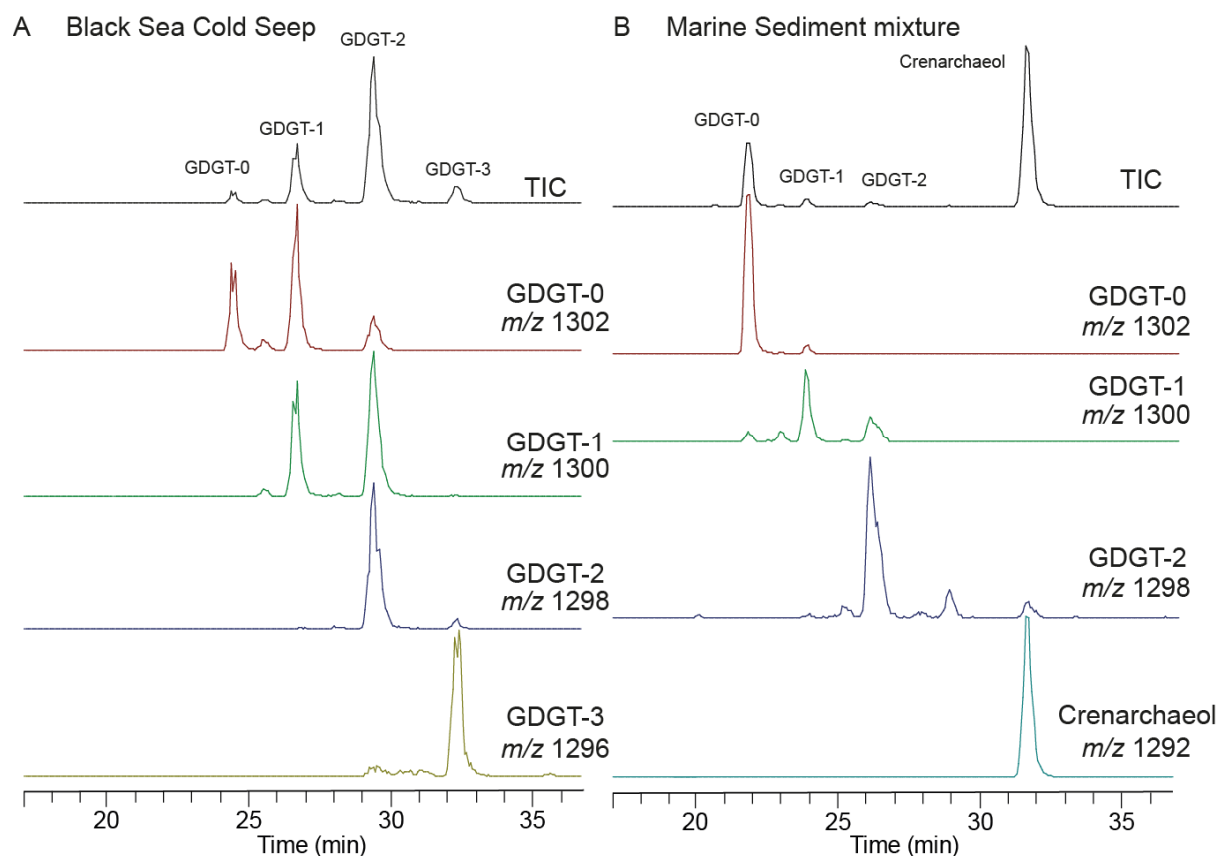 A Black Sea Cold Seep
GDGT-2
GDGT-1
GDGT-0
GDGT-3
TIC
GDGT-0
m/z 1302
GDGT-1
m/z 1300
GDGT-2
m/z 1298
GDGT-3
m/z 1296
20 25 30 35
Time (min)
B Marine Sediment mixture
Crenarchaeol
GDGT-0
GDGT-1
GDGT-2
TIC
GDGT-0
m/z 1302
GDGT-1
m/z 1300
GDGT-2
m/z 1298
Crenarchaeol
m/z 1292
20 25 30 35
Time (min)